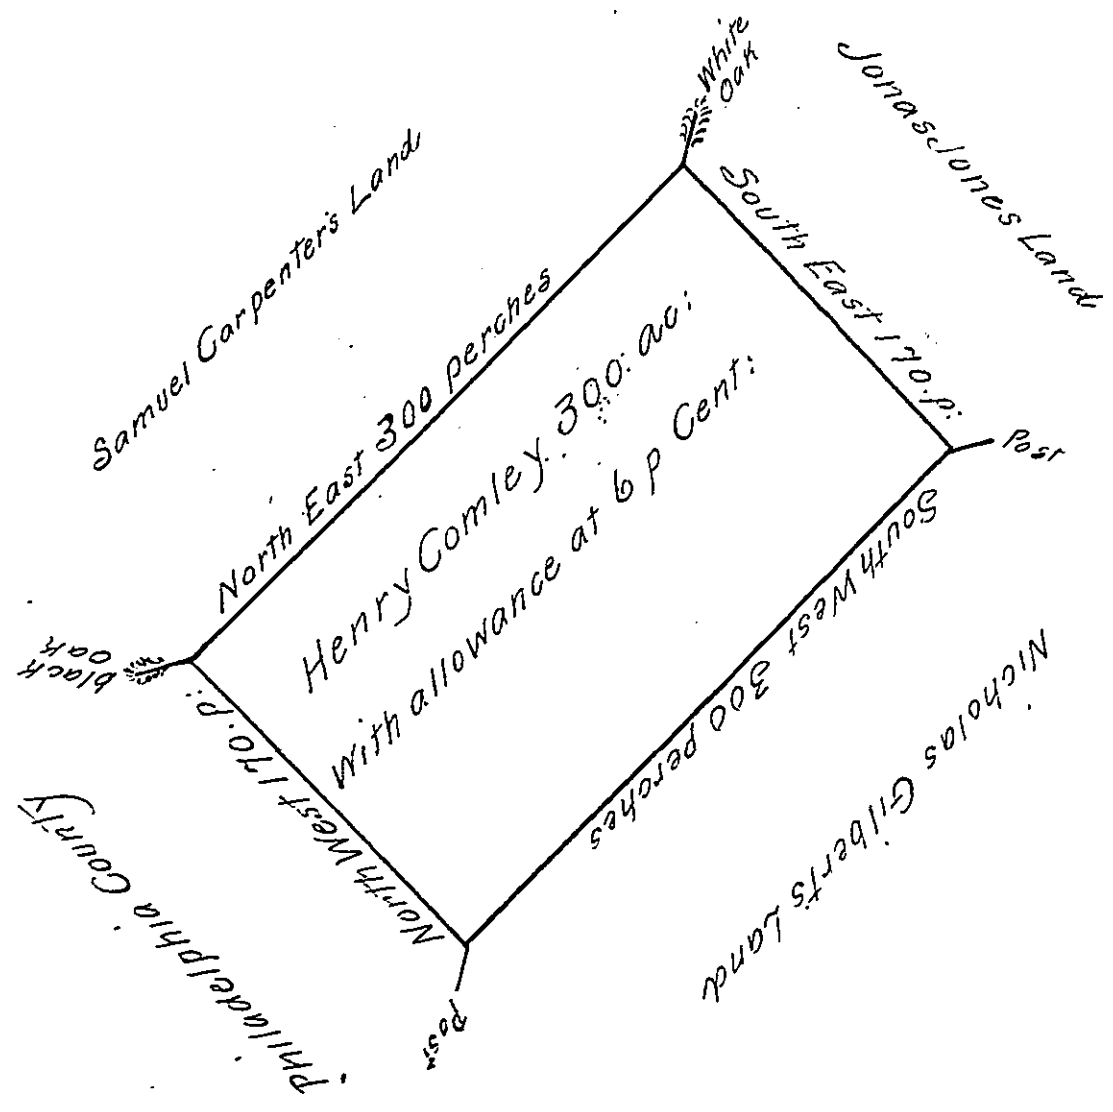 White
Oak
Jonas Jones Land
Samuel Carpenter's Land
North East 300 perches
South East 170. p:
Post
Henry Comley. 300: ac:
With allowance at 6 p Cent:
South West 300 perches
Nicholas Gilbert's Land
black
oak
North West 170. p:
Post
Philadelphia County